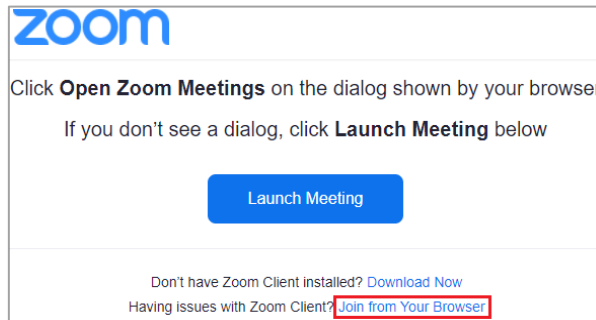 zoom
Click Open Zoom Meetings on the dialog shown by your browser
If you don't see a dialog, click Launch Meeting below
Launch Meeting
Don't have Zoom Client installed? Download Now
Having issues with Zoom Client? Join from Your Browser